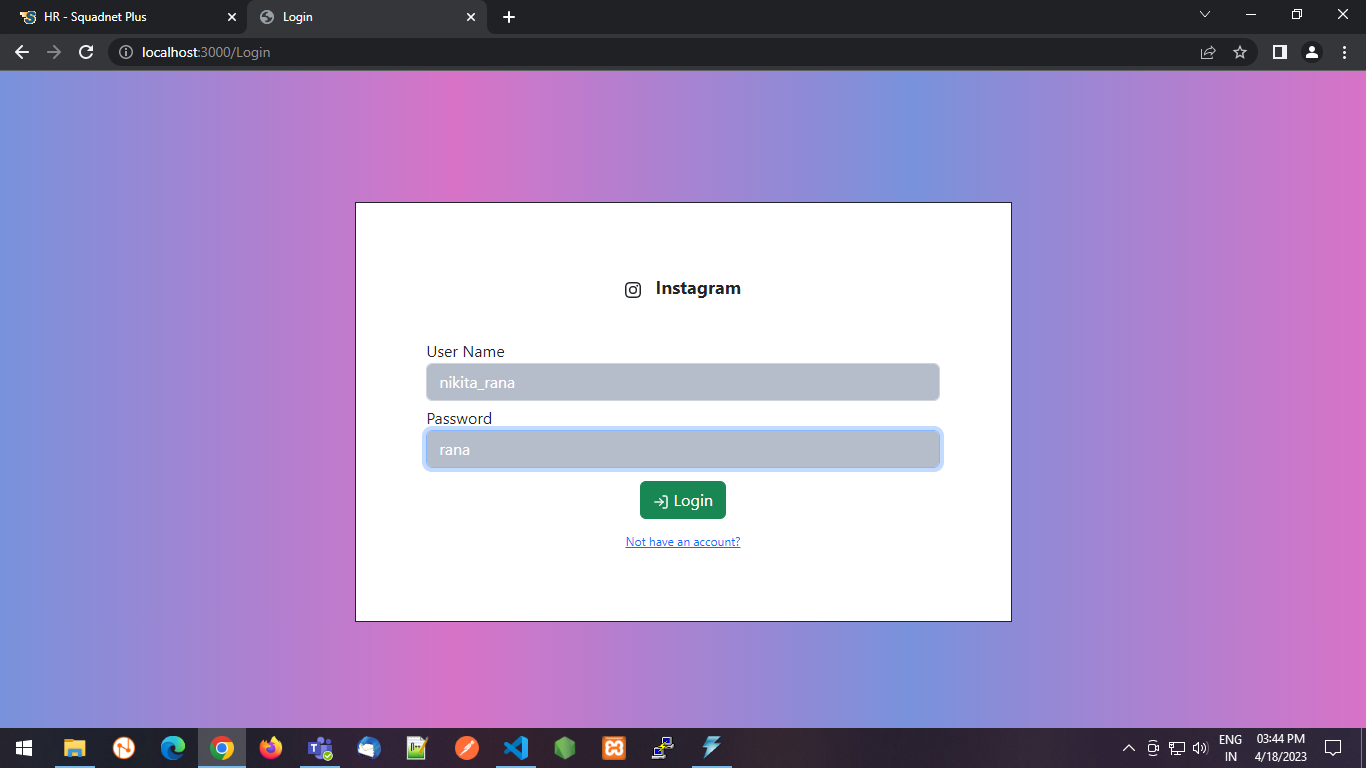 HR - Squadnet Plus
Login
localhost:3000/Login
Instagram
User Name
nikita_rana
Password
rana
Login
Not have an account?
ENG
IN
03:44 PM
4/18/2023